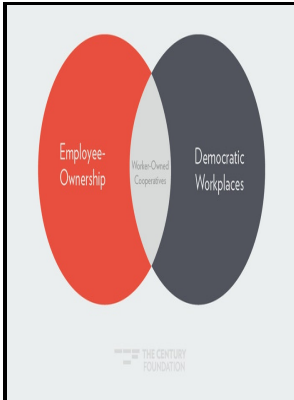 Employee-
Ownership
Worker-Owned
Cooperatives
Democratic
Workplaces
THE CENTURY
FOUNDATION